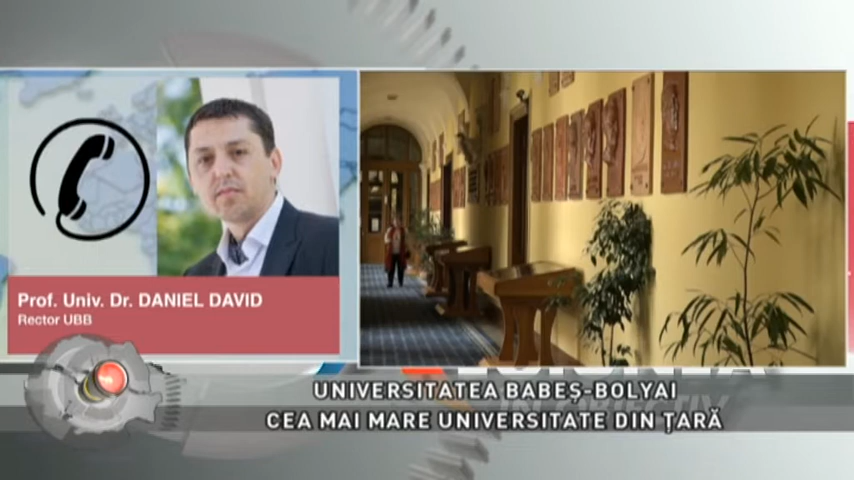 Prof. Univ. Dr. DANIEL DAVID
Rector UBB
UNIVERSITATEA BABEȘ-BOLYAI
CEA MAI MARE UNIVERSITATE DIN ȚARĂ